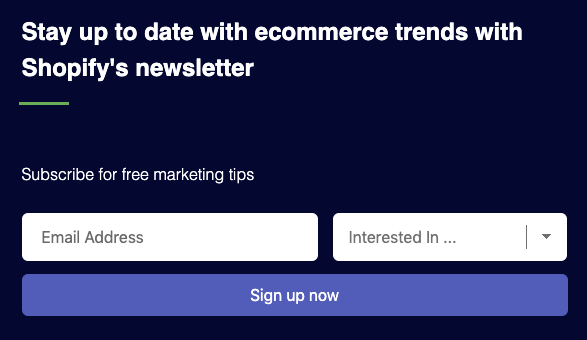 Stay up to date with ecommerce trends with
Shopify's newsletter
Subscribe for free marketing tips
Email Address
Interested In ...
Sign up now